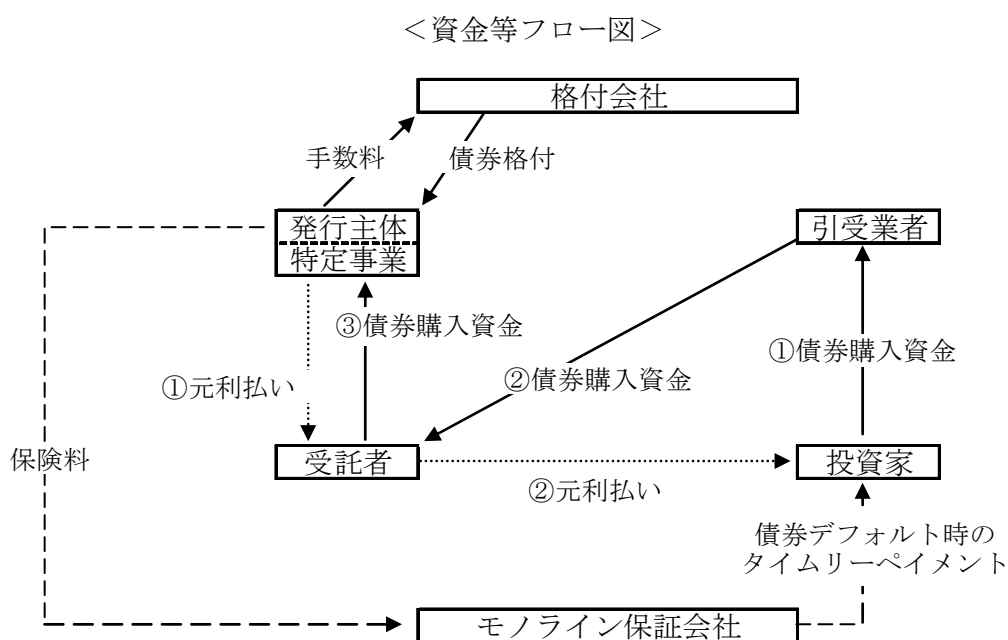 ＜資金等フロー図＞
格付会社
手数料
債券格付
発行主体
特定事業
引受業者
③債券購入資金
①債券購入資金
②債券購入資金
①元利払い
保険料
受託者
投資家
②元利払い
債券デフォルト時の
タイムリーペイメント
モノライン保証会社